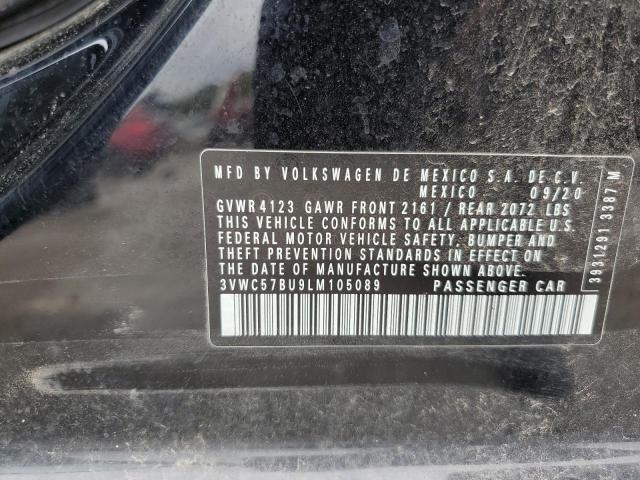 MFD BY VOLKSWAGEN DE MEXICO S.A. DE C.V.
MEXICO 09/20
GVWR 4123 GAWR FRONT 2161 / REAR 2072 LBS
THIS VEHICLE CONFORMS TO ALL APPLICABLE U.S.
FEDERAL MOTOR VEHICLE SAFETY, BUMPER AND
THEFT PREVENTION STANDARDS IN EFFECT ON
THE DATE OF MANUFACTURE SHOWN ABOVE.
3VWC57BU9LM105089 PASSENGER CAR
3931291 3387 M